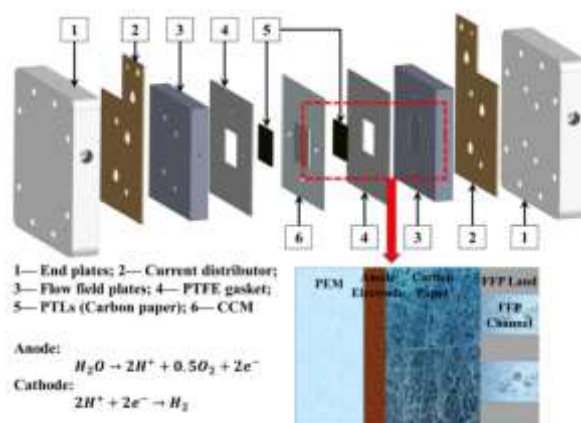 1
2
3
4
5
6
4
3
2
1
1— End plates; 2— Current distributor;
3— Flow field plates; 4— PTFE gasket;
5— PTLs (Carbon paper); 6— CCM
Anode:
H₂O → 2H⁺ + 0.5O₂ + 2e⁻
Cathode:
2H⁺ + 2e⁻ → H₂
PEM
Anode
Electrode
Carbon
Paper
FFP Land
FFP
Channel